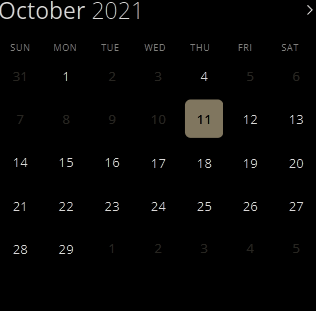 October 2021
SUN MON TUE WED THU FRI SAT
31 1 2 3 4 5 6
7 8 9 10 11 12 13
14 15 16 17 18 19 20
21 22 23 24 25 26 27
28 29 1 2 3 4 5